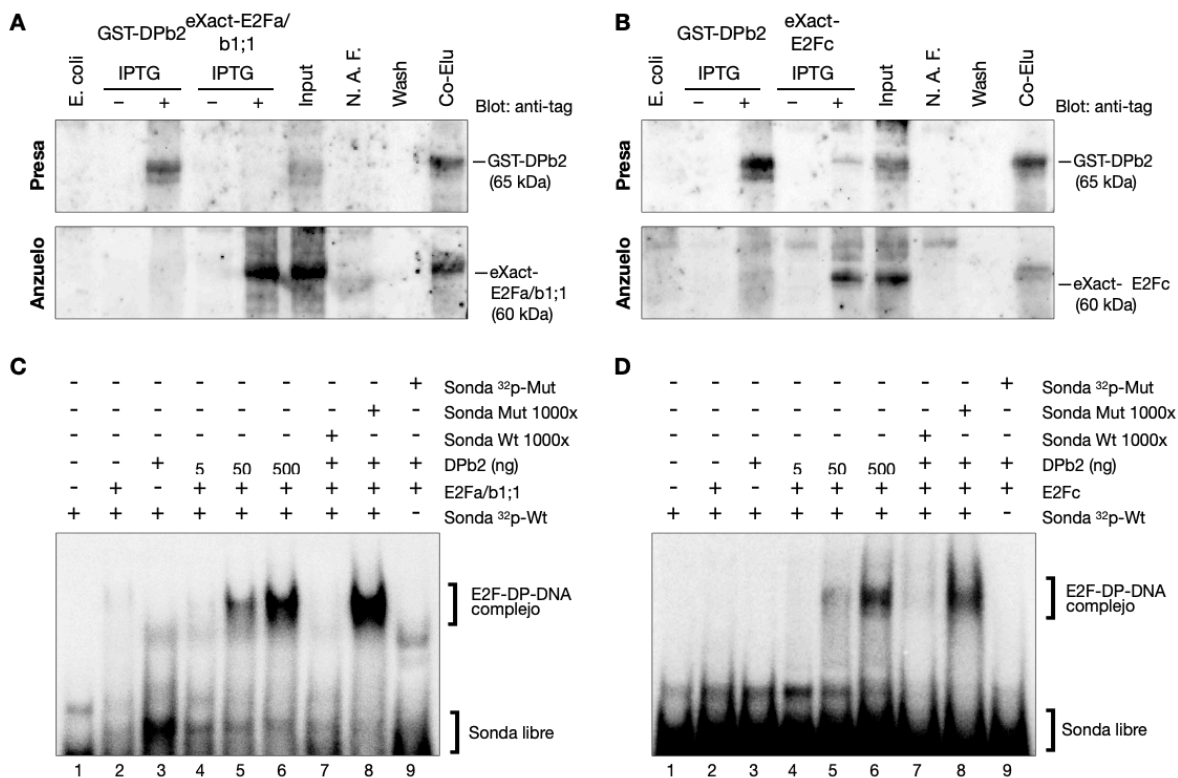 A
GST-DPb2
eXact-E2Fa/
b1;1
E. coli
IPTG
IPTG
Input
N. A. F.
Wash
Co-Elu
− + − +
Blot: anti-tag
Presa
GST-DPb2
(65 kDa)
Anzuelo
eXact-
E2Fa/b1;1
(60 kDa)
B
GST-DPb2
eXact-
E2Fc
E. coli
IPTG
IPTG
Input
N. A. F.
Wash
Co-Elu
− + − +
Blot: anti-tag
Presa
GST-DPb2
(65 kDa)
Anzuelo
eXact- E2Fc
(60 kDa)
C
- - - - - - - - + Sonda ³²p-Mut
- - - - - - - + - Sonda Mut 1000x
- - - - - - + - - Sonda Wt 1000x
- - + 5 50 500 + + + DPb2 (ng)
- + - + + + + + + E2Fa/b1;1
+ + + + + + + + - Sonda ³²p-Wt
E2F-DP-DNA
complejo
Sonda libre
1 2 3 4 5 6 7 8 9
D
- - - - - - - - + Sonda ³²p-Mut
- - - - - - - + - Sonda Mut 1000x
- - - - - - + - - Sonda Wt 1000x
- - + 5 50 500 + + + DPb2 (ng)
- + - + + + + + + E2Fc
+ + + + + + + + - Sonda ³²p-Wt
E2F-DP-DNA
complejo
Sonda libre
1 2 3 4 5 6 7 8 9